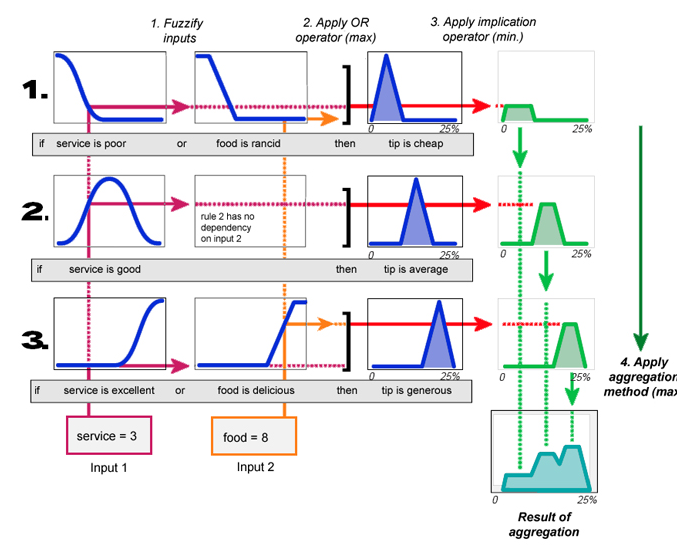 1. Fuzzify
inputs
2. Apply OR
operator (max)
3. Apply implication
operator (min.)
1.
0
25%
0
25%
if service is poor or food is rancid then tip is cheap
2.
rule 2 has no
dependency
on input 2
0
25%
0
25%
if service is good then tip is average
3.
0
25%
0
25%
if service is excellent or food is delicious then tip is generous
4. Apply
aggregation
method (max
service = 3
food = 8
Input 1
Input 2
0
25%
Result of
aggregation